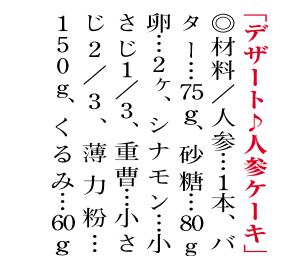 「デザート♪人参ケーキ」
◎材料／人参…1本、バ
ター…75g、砂糖…80g
卵…2ヶ、シナモン…小
さじ1／3、重曹…小さ
じ2／3、薄力粉…
150g、くるみ…60g